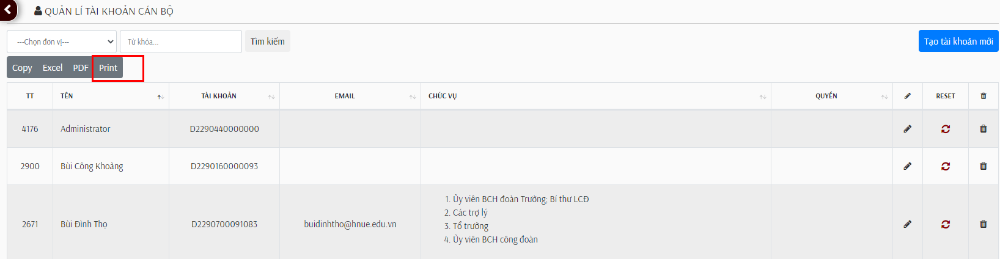 QUẢN LÍ TÀI KHOẢN CÁN BỘ
---Chọn đơn vị--- Từ khóa... Tìm kiếm Tạo tài khoản mới
Copy Excel PDF Print
TT TÊN TÀI KHOẢN EMAIL CHỨC VỤ QUYỀN RESET
4176 Administrator D2290440000000
2900 Bùi Công Khoảng D2290160000093
1. Ủy viên BCH đoàn Trường; Bí thư LCĐ
2. Các trợ lý
2671 Bùi Đình Thọ D2290700091083 buidinhtho@hnue.edu.vn
3. Tổ trưởng
4. Ủy viên BCH công đoàn